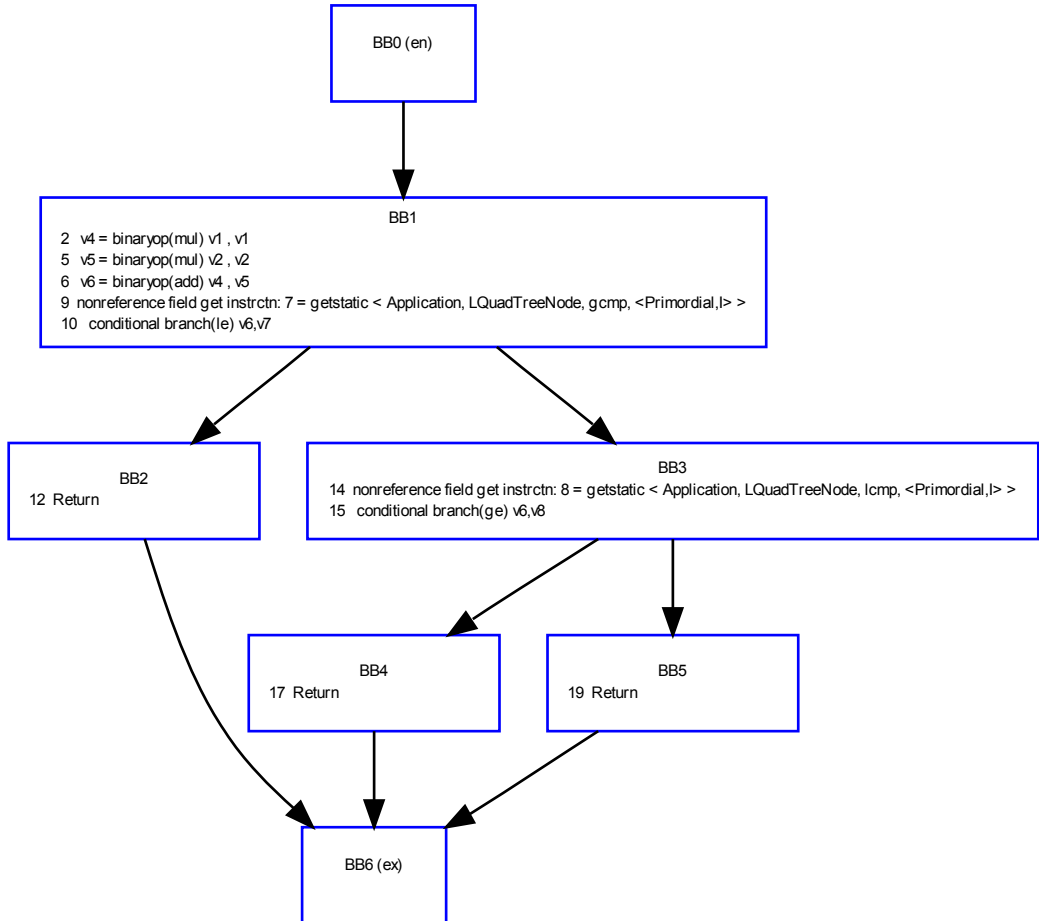 BB0 (en)
BB1
2 v4 = binaryop(mul) v1 , v1
5 v5 = binaryop(mul) v2 , v2
6 v6 = binaryop(add) v4 , v5
9 nonreference field get instrctn: 7 = getstatic < Application, LQuadTreeNode, gcmp, <Primordial,I> >
10 conditional branch(le) v6,v7
BB2
12 Return
BB3
14 nonreference field get instrctn: 8 = getstatic < Application, LQuadTreeNode, lcmp, <Primordial,I> >
15 conditional branch(ge) v6,v8
BB4
17 Return
BB5
19 Return
BB6 (ex)